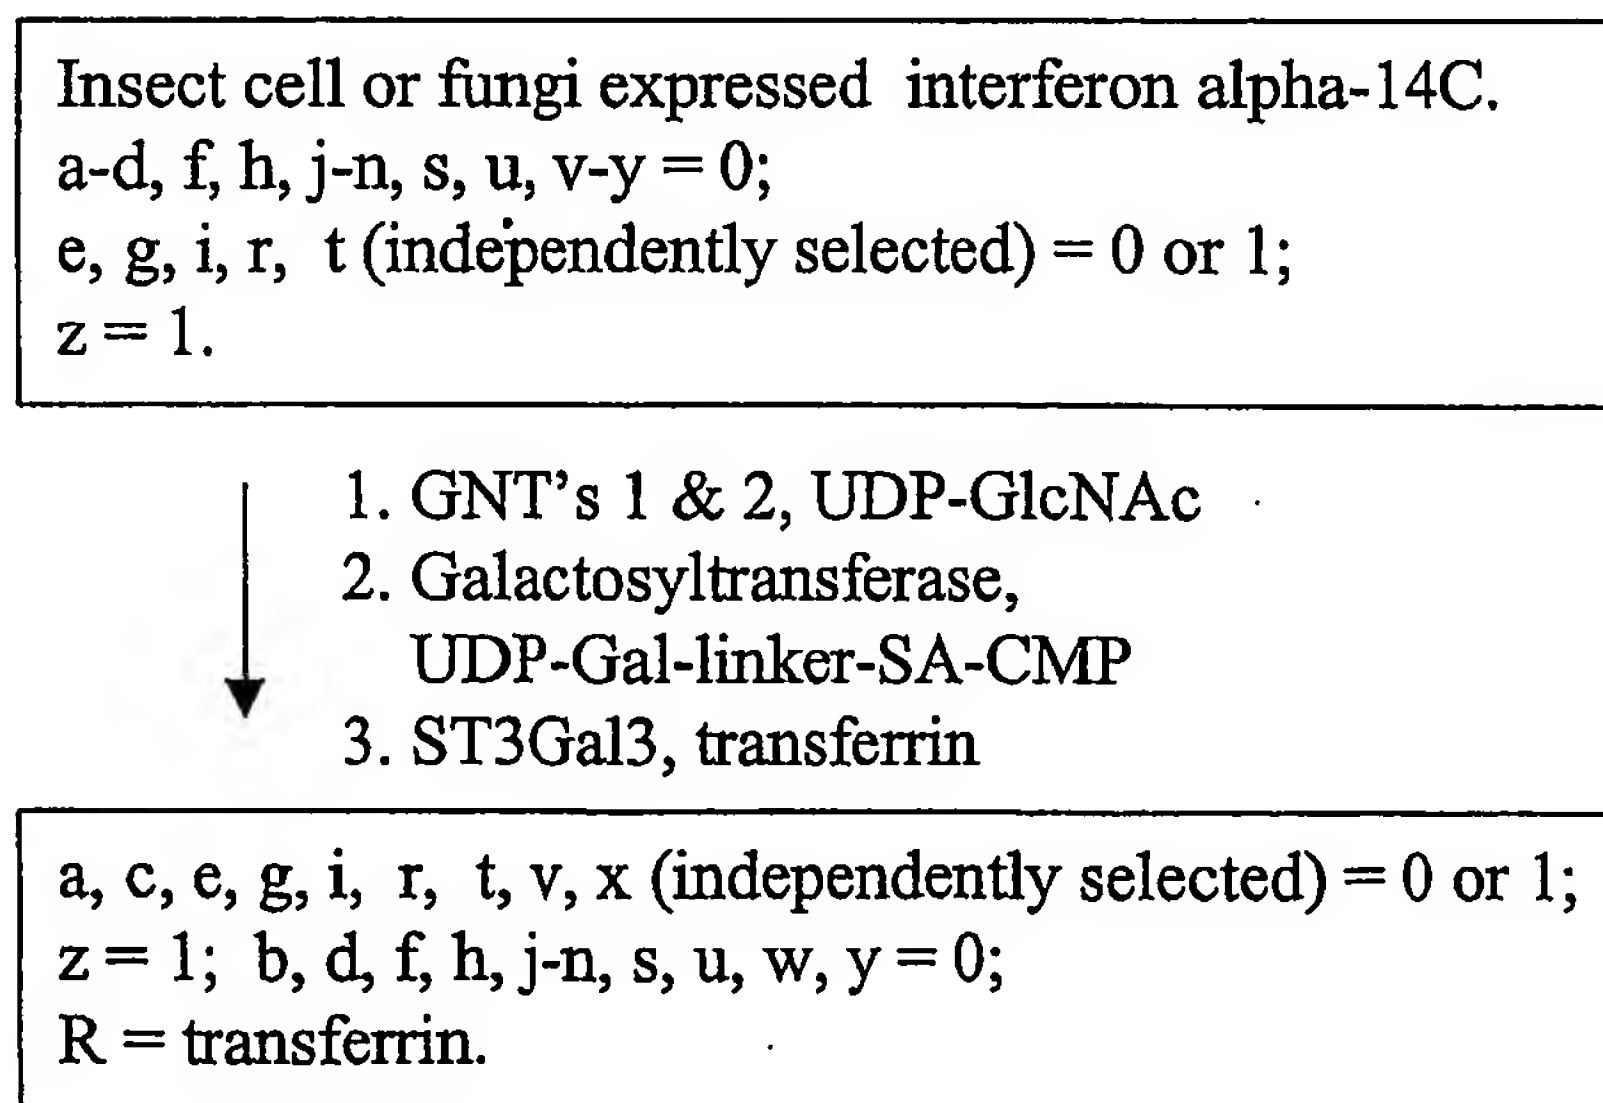 Insect cell or fungi expressed interferon alpha-14C.
a-d, f, h, j-n, s, u, v-y = 0;
e, g, i, r, t (independently selected) = 0 or 1;
z = 1.
1. GNT's 1 & 2, UDP-GlcNAc
2. Galactosyltransferase,
UDP-Gal-linker-SA-CMP
3. ST3Gal3, transferrin
a, c, e, g, i, r, t, v, x (independently selected) = 0 or 1;
z = 1; b, d, f, h, j-n, s, u, w, y = 0;
R = transferrin.